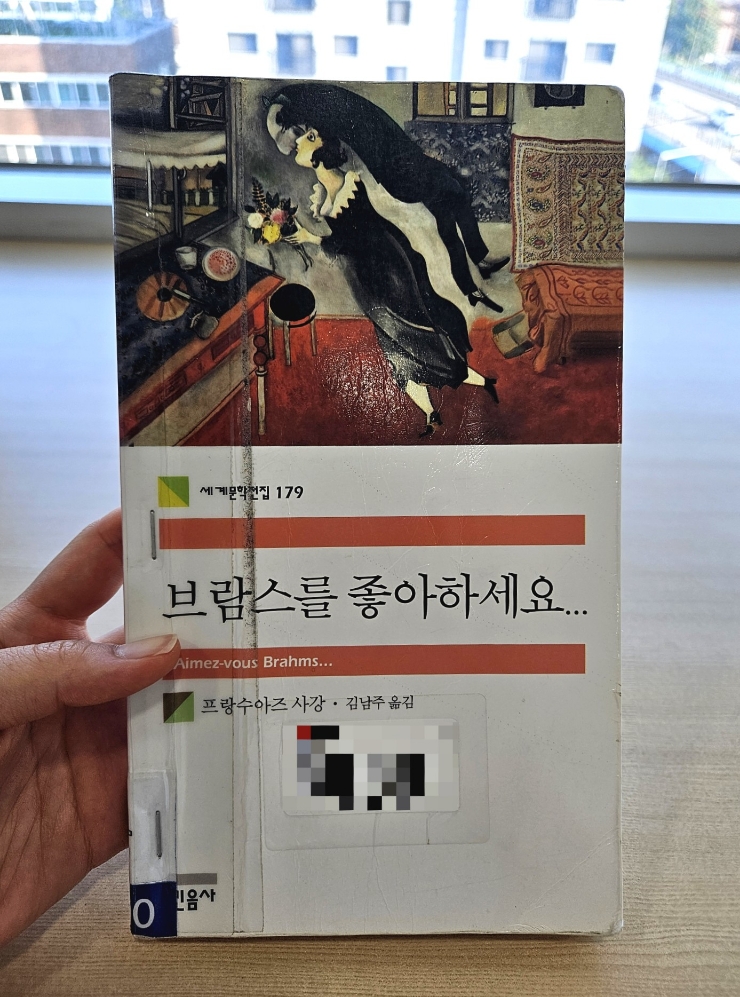 세계문학전집 179
브람스를 좋아하세요...
Aimez-vous Brahms...
프랑수아즈 사강 · 김남주 옮김
0
민음사